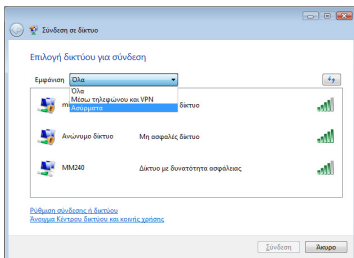 Σύνδεση σε δίκτυο
Επιλογή δικτύου για σύνδεση
Εμφάνιση Όλα
Όλα
Μέσω τηλεφώνου και VPN
Ασύρματα
δίκτυο
Ανώνυμο δίκτυο Μη ασφαλές δίκτυο
MM240 Δίκτυο με δυνατότητα ασφάλειας
Ρύθμιση σύνδεσης ή δικτύου
Άνοιγμα Κέντρου δικτύου και κοινής χρήσης
Σύνδεση Άκυρο